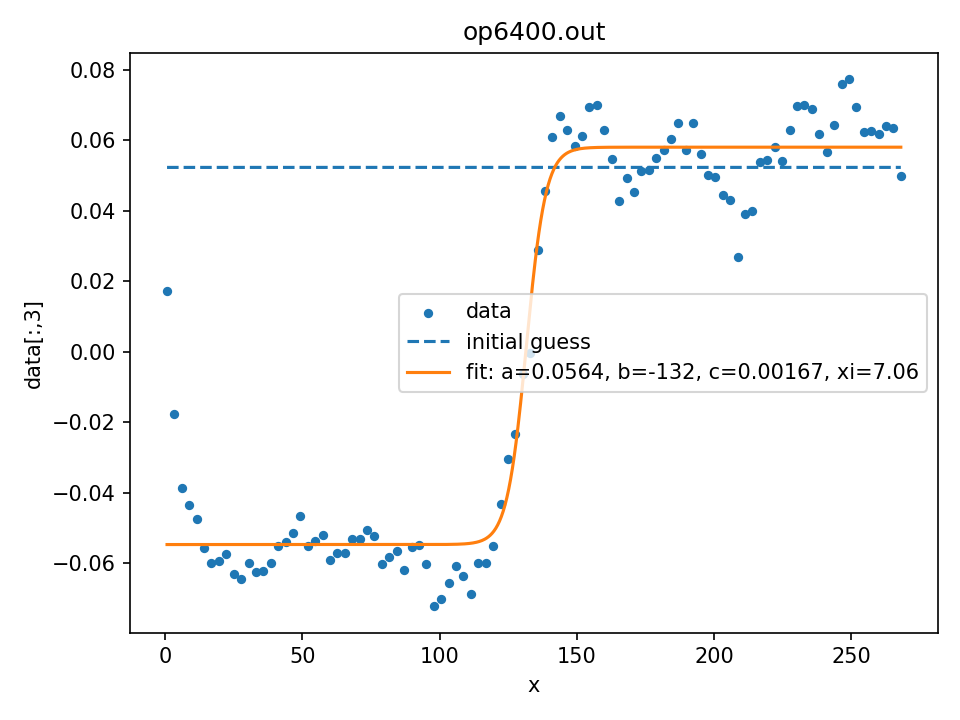 op6400.out
0.08
0.06
0.04
0.02
0.00
−0.02
−0.04
−0.06
data[:,3]
data
initial guess
fit: a=0.0564, b=-132, c=0.00167, xi=7.06
0 50 100 150 200 250
x